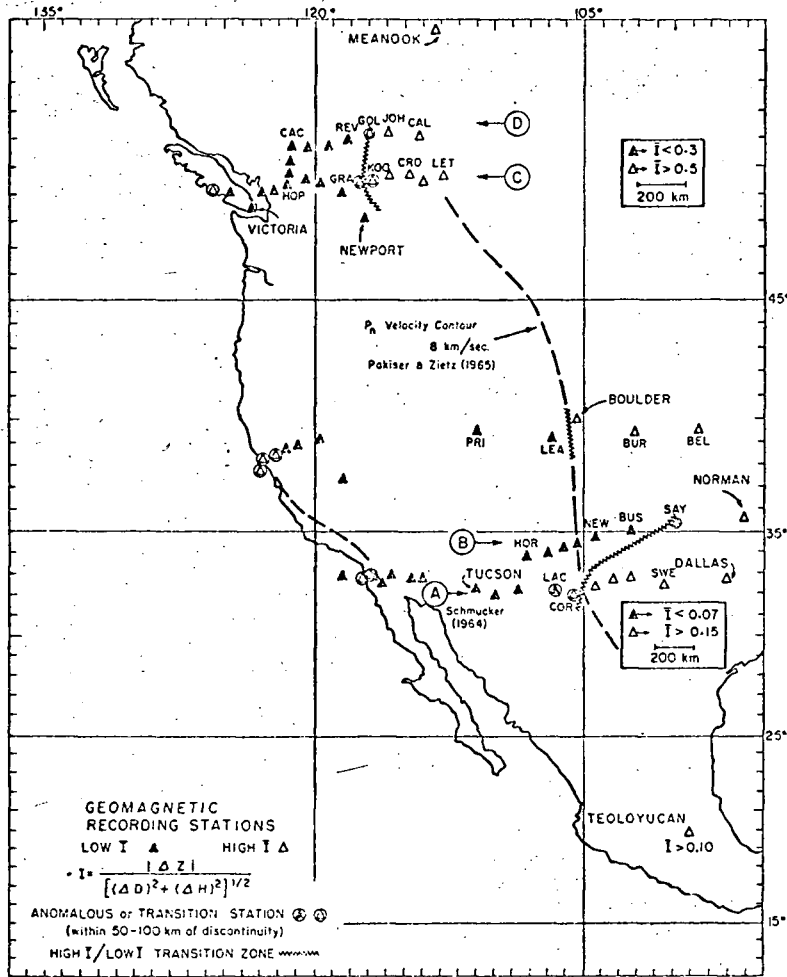 135°
120°
105°
MEANOOK
CAC
REV
GOL
JOH
CAL
D
KOO
GRA
CRO
LET
C
HOP
VICTORIA
NEWPORT
▲→ I̅ < 0.3
△→ I̅ > 0.5
200 km
45°
Pn Velocity Contour
8 km/sec.
Pakiser & Zietz (1965)
BOULDER
PRI
LEA
BUR
BEL
NORMAN
SAY
35°
BUS
NEW
B
HOR
TUCSON
LAC
DALLAS
SWE
A
COR
Schmucker
(1964)
▲→ I̅ < 0.07
△→ I̅ > 0.15
200 km
25°
GEOMAGNETIC
RECORDING STATIONS
LOW I̅ ▲ HIGH I̅ △
TEOLOYUCAN
I̅ > 0.10
I = |ΔZ| / [(ΔD)² + (ΔH)²]^1/2
ANOMALOUS or TRANSITION STATION
(within 50-100 km of discontinuity)
15°
HIGH I̅/LOW I̅ TRANSITION ZONE